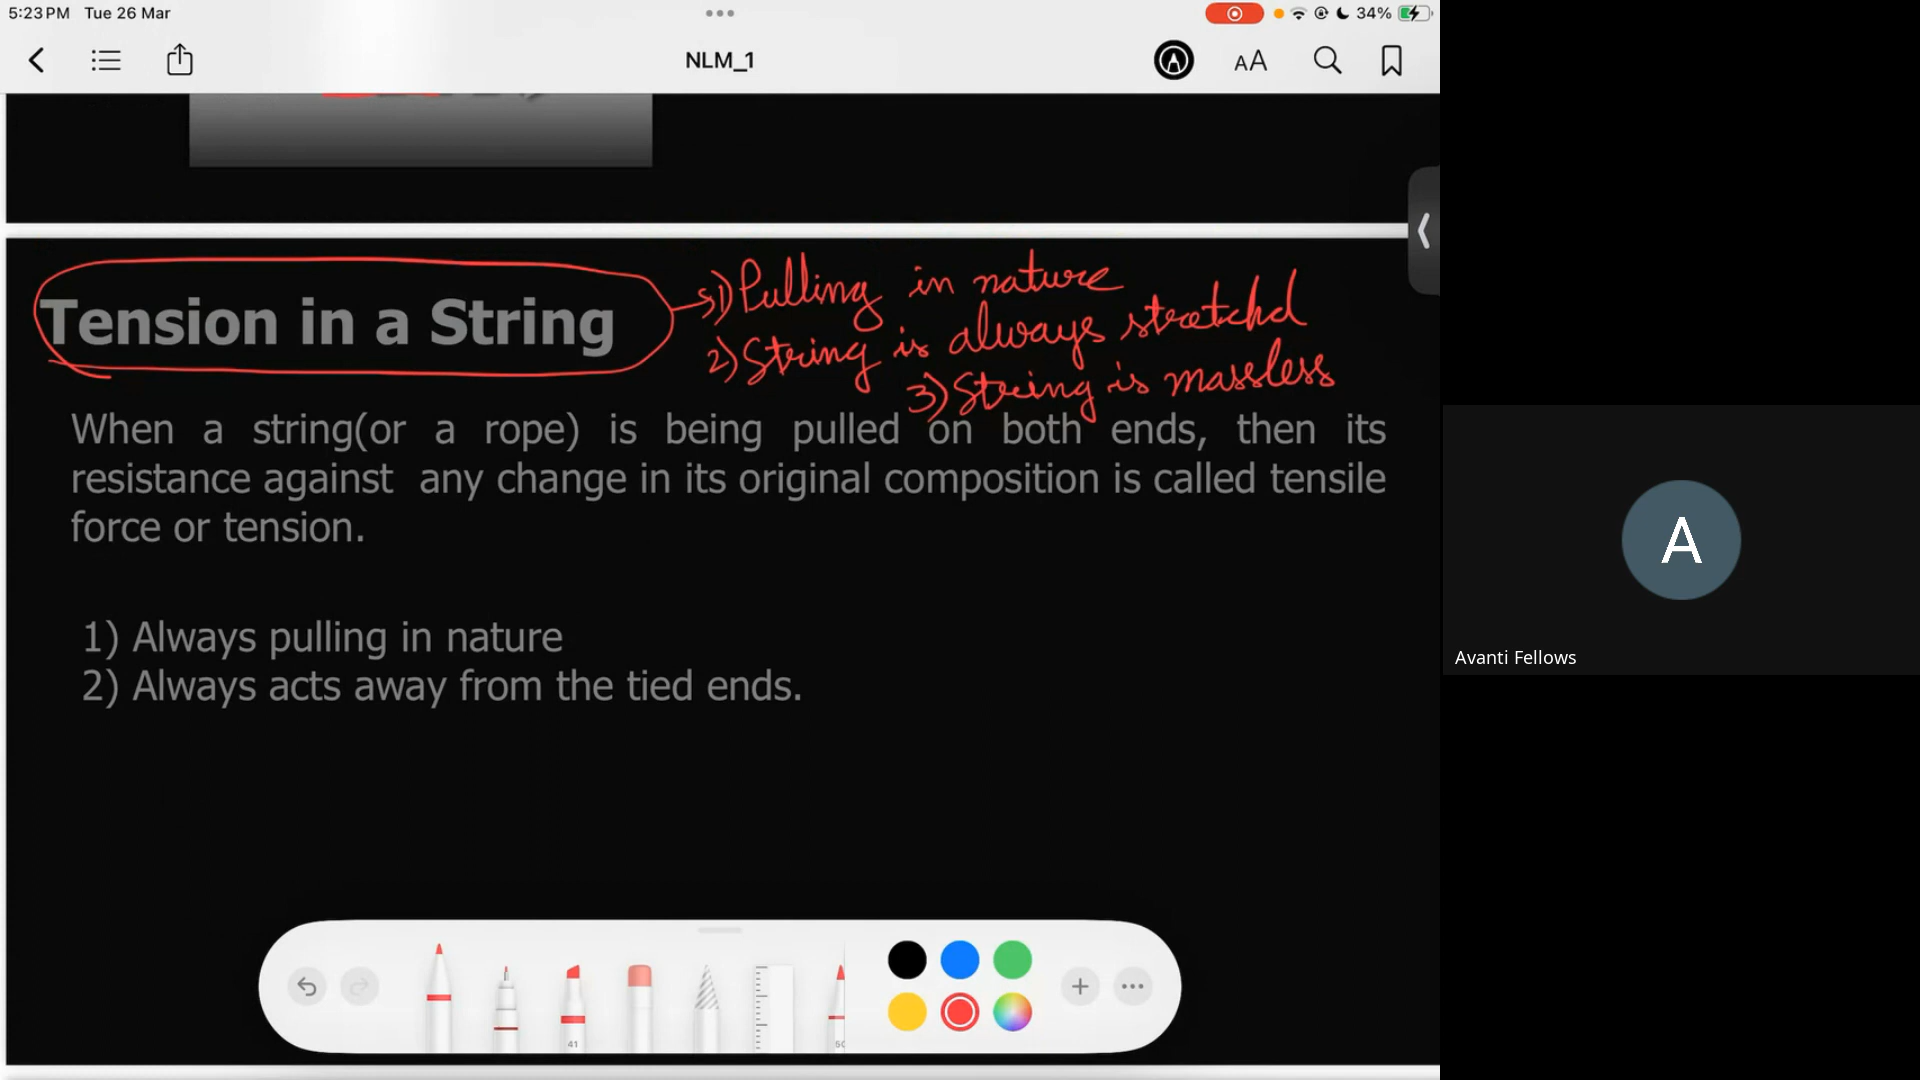 5:23 PM Tue 26 Mar
34%
NLM_1
AA
Tension in a String
1) Pulling in nature
2) String is always stretchd
3) String is massless
When a string(or a rope) is being pulled on both ends, then its
resistance against any change in its original composition is called tensile
force or tension.
1) Always pulling in nature
2) Always acts away from the tied ends.
41
50
A
Avanti Fellows